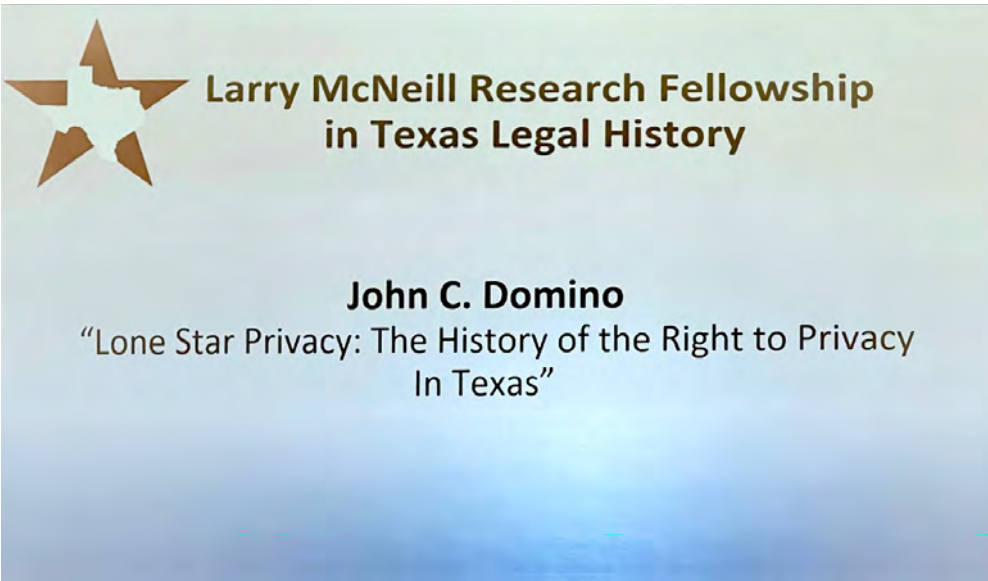 Larry McNeill Research Fellowship
in Texas Legal History
John C. Domino
“Lone Star Privacy: The History of the Right to Privacy
In Texas”